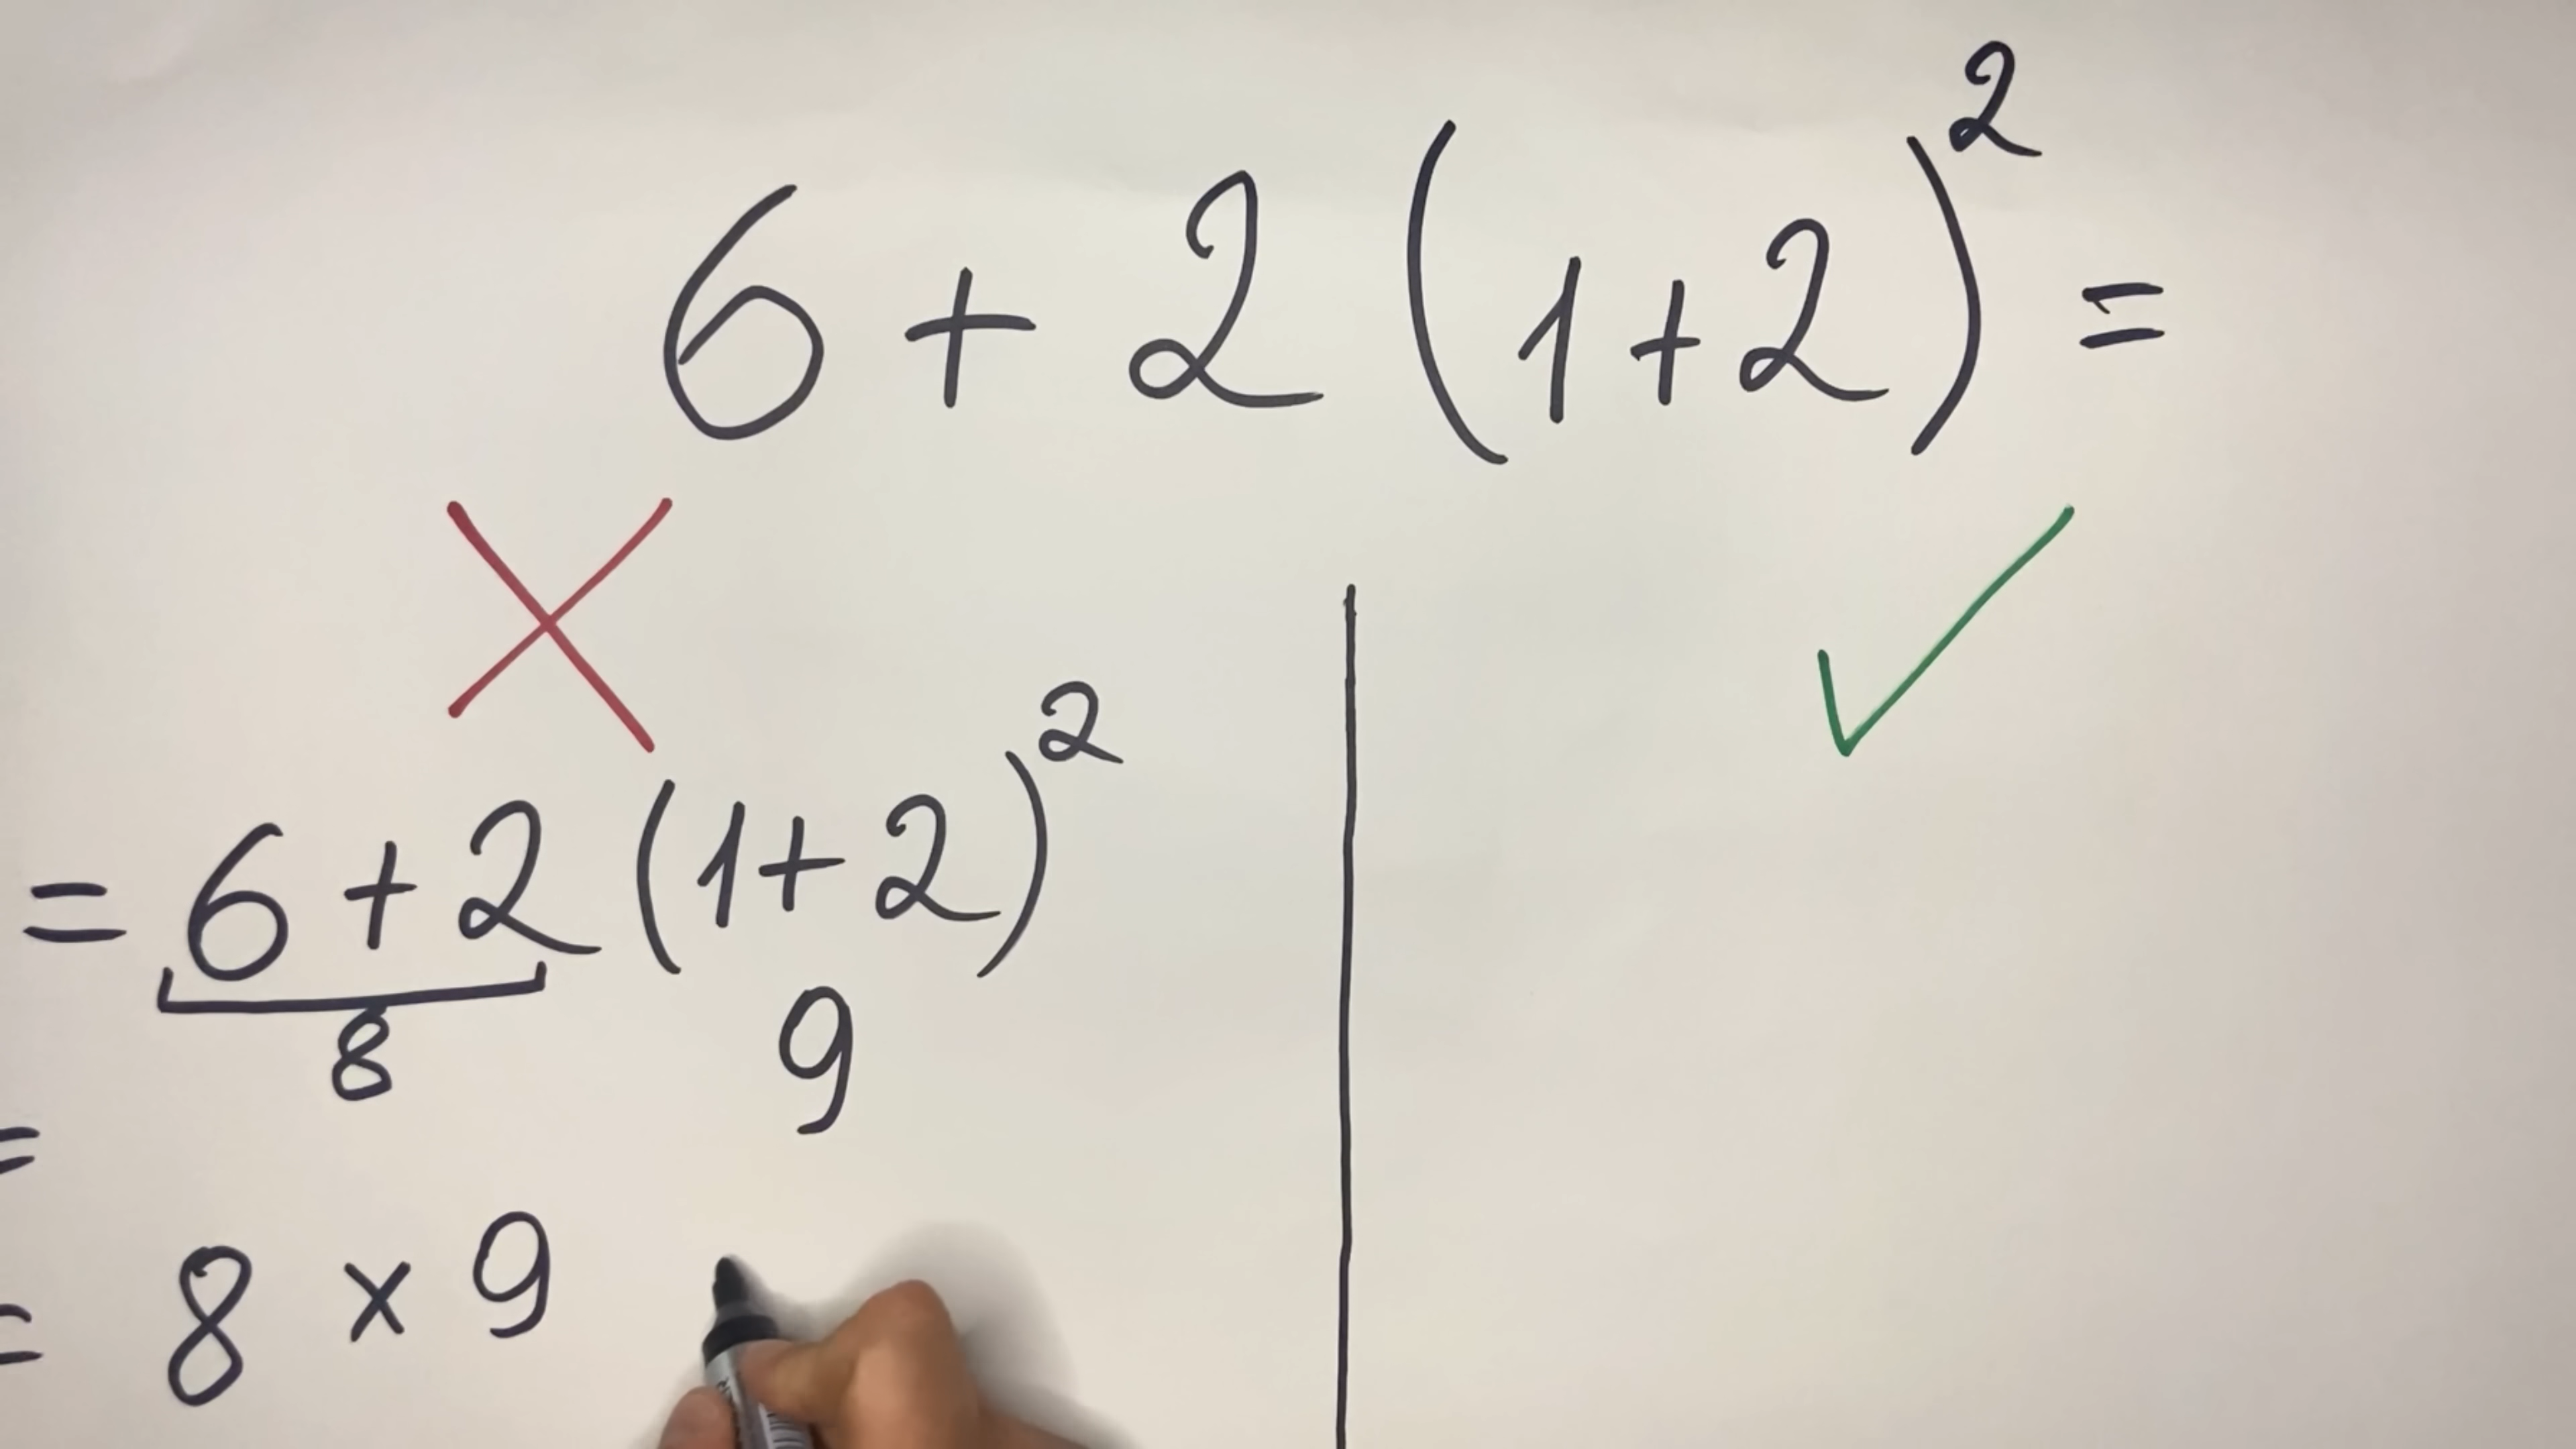 6 + 2 (1+2)² =
= 6 + 2 (1+2)²
8 9
=
= 8 × 9